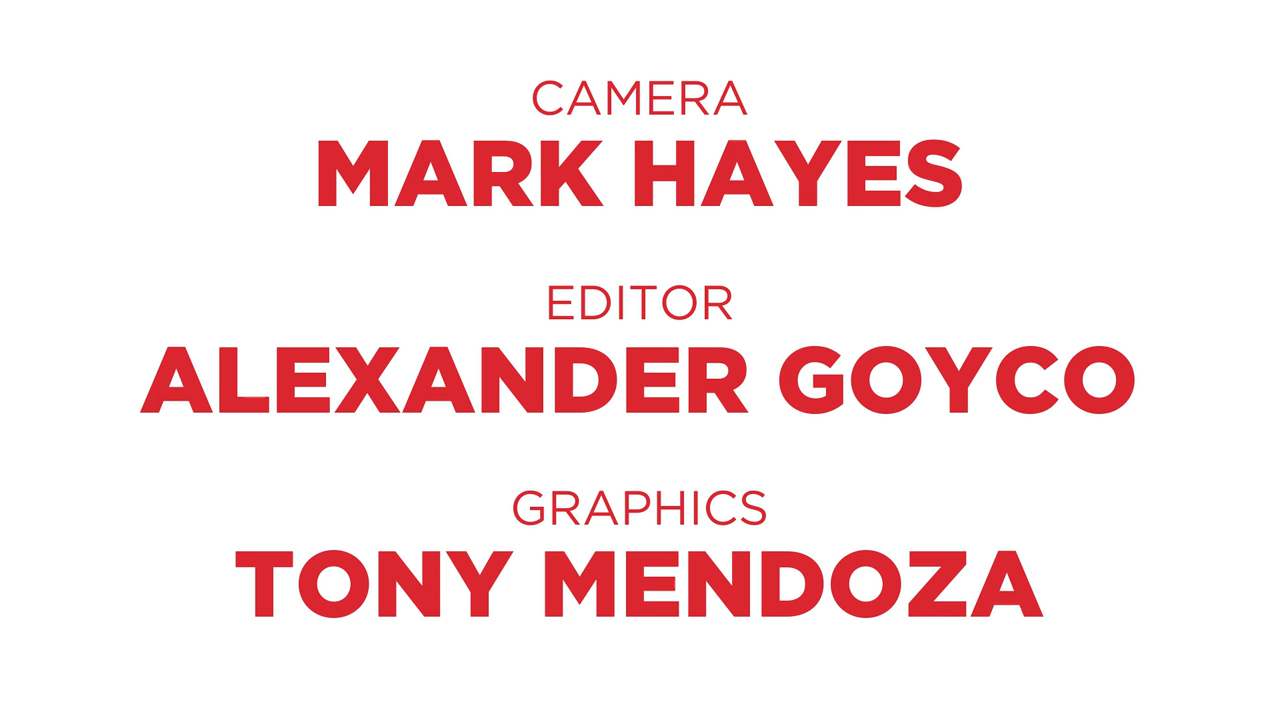 CAMERA
MARK HAYES
EDITOR
ALEXANDER GOYCO
GRAPHICS
TONY MENDOZA